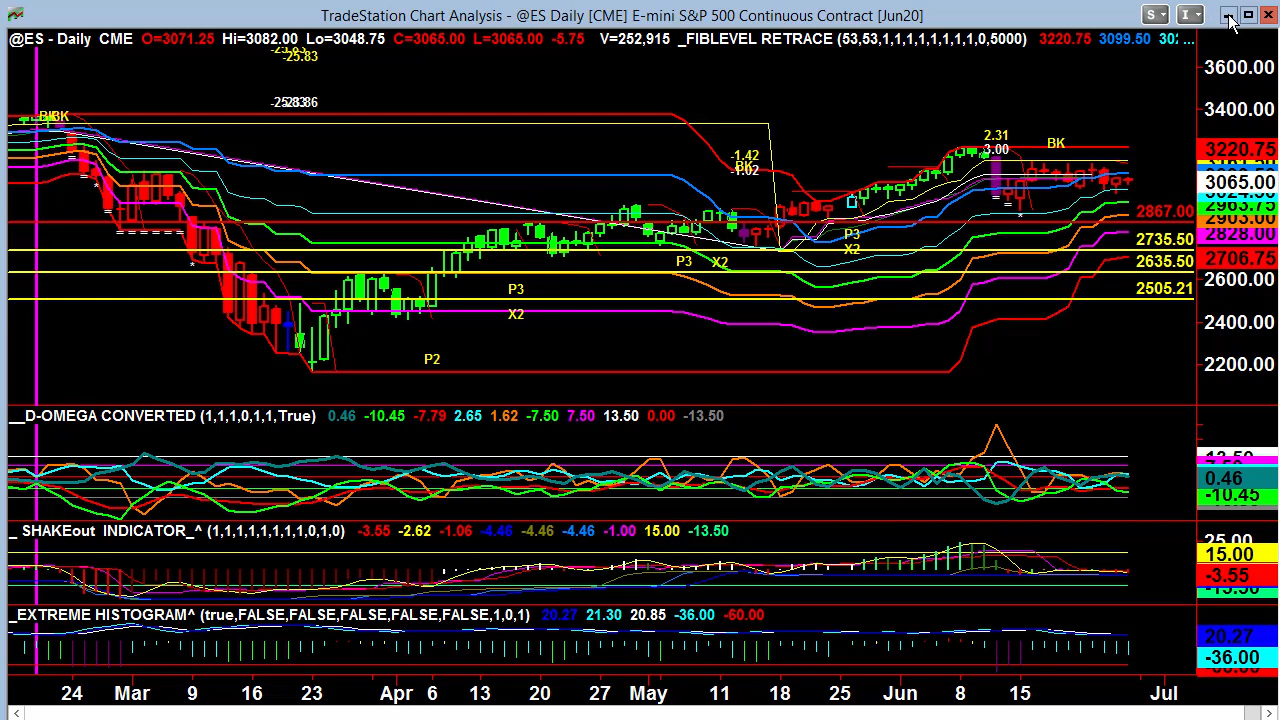 TradeStation Chart Analysis - @ES Daily [CME] E-mini S&P 500 Continuous Contract [Jun20]
S I
@ES - Daily CME O=3071.25 Hi=3082.00 Lo=3048.75 C=3065.00 L=3065.00 -5.75 V=252,915 _FIBLEVEL RETRACE (53,53,1,1,1,1,1,1,1,0,5000) 3220.75 3099.50 ...
-25.83
BK BK
-1.42
2.31
3.00
BK
P3
X2
P3
X2
P3
X2
P2
2867.00
2735.50
2635.50
2505.21
3600.00
3400.00
3220.75
3065.00
2828.00
2706.75
2600.00
2400.00
2200.00
__D-OMEGA CONVERTED (1,1,1,0,1,1,True) 0.46 -10.45 -7.79 2.65 1.62 -7.50 7.50 13.50 0.00 -13.50
0.46
-10.45
_ SHAKEout INDICATOR_^ (1,1,1,1,1,1,1,1,0,1,0) -3.55 -2.62 -1.06 -4.46 -4.46 -4.46 -1.00 15.00 -13.50
25.00
15.00
-3.55
_EXTREME HISTOGRAM^ (true,FALSE,FALSE,FALSE,FALSE,FALSE,1,0,1) 20.27 21.30 20.85 -36.00 -60.00
20.27
-36.00
24 Mar 9 16 23 Apr 6 13 20 27 May 11 18 25 Jun 8 15 Jul